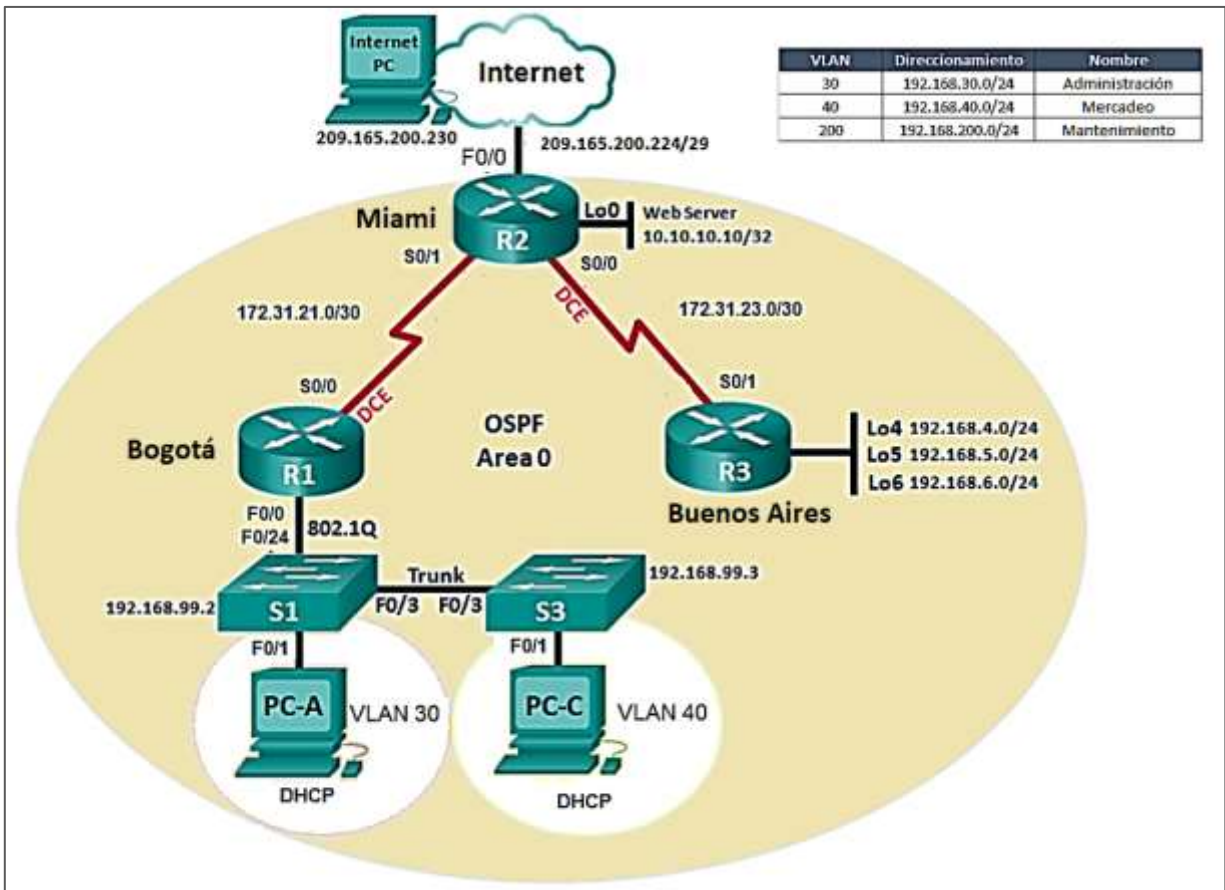 Internet
PC
Internet
209.165.200.230
209.165.200.224/29
F0/0
VLAN Direccionamiento Nombre
30 192.168.30.0/24 Administración
40 192.168.40.0/24 Mercadeo
200 192.168.200.0/24 Mantenimiento
Miami
R2
Lo0
Web Server
10.10.10.10/32
S0/1
S0/0
DCE
172.31.21.0/30
172.31.23.0/30
S0/0
DCE
S0/1
Bogotá
R1
OSPF
Area 0
R3
Buenos Aires
Lo4 192.168.4.0/24
Lo5 192.168.5.0/24
Lo6 192.168.6.0/24
F0/0
F0/24
802.1Q
192.168.99.2
S1
Trunk
F0/3 F0/3
S3
192.168.99.3
F0/1
F0/1
PC-A
VLAN 30
DHCP
PC-C
VLAN 40
DHCP